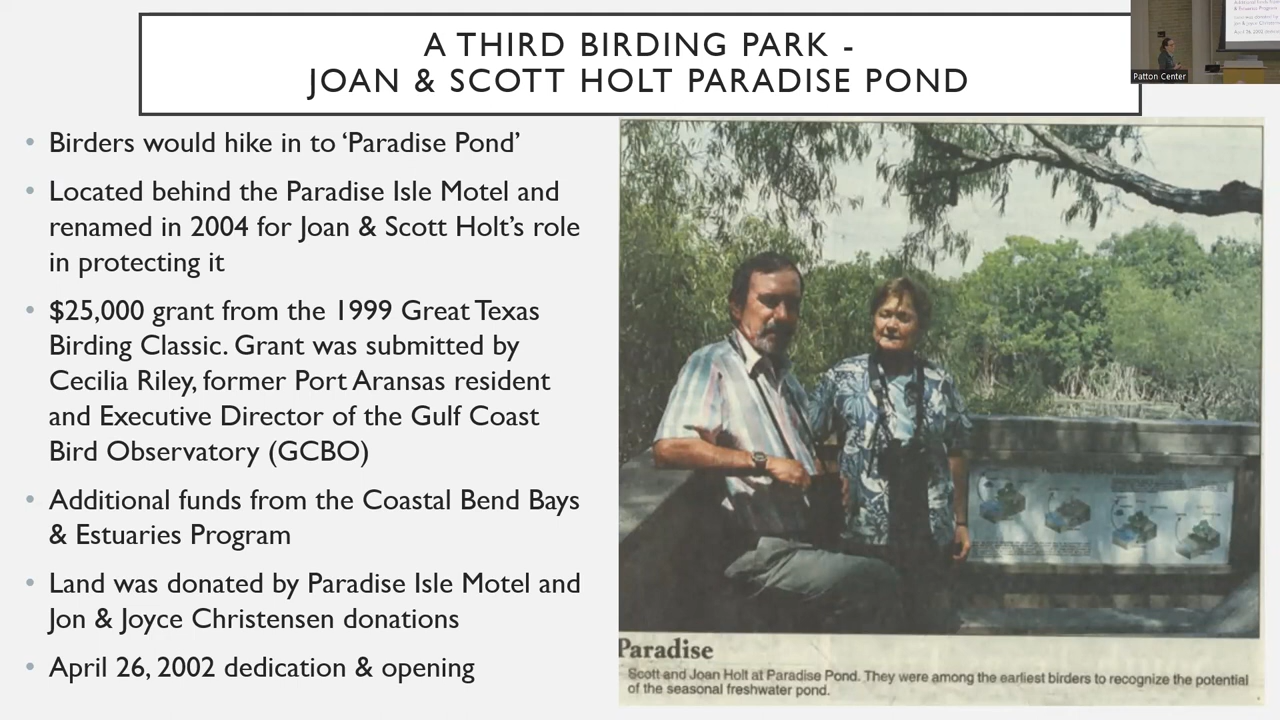 A THIRD BIRDING PARK -
JOAN & SCOTT HOLT PARADISE POND
Patton Center
• Birders would hike in to ‘Paradise Pond’
• Located behind the Paradise Isle Motel and
renamed in 2004 for Joan & Scott Holt’s role
in protecting it
• $25,000 grant from the 1999 Great Texas
Birding Classic. Grant was submitted by
Cecilia Riley, former Port Aransas resident
and Executive Director of the Gulf Coast
Bird Observatory (GCBO)
• Additional funds from the Coastal Bend Bays
& Estuaries Program
• Land was donated by Paradise Isle Motel and
Jon & Joyce Christensen donations
• April 26, 2002 dedication & opening
Paradise
Scott and Joan Holt at Paradise Pond. They were among the earliest birders to recognize the potential
of the seasonal freshwater pond.